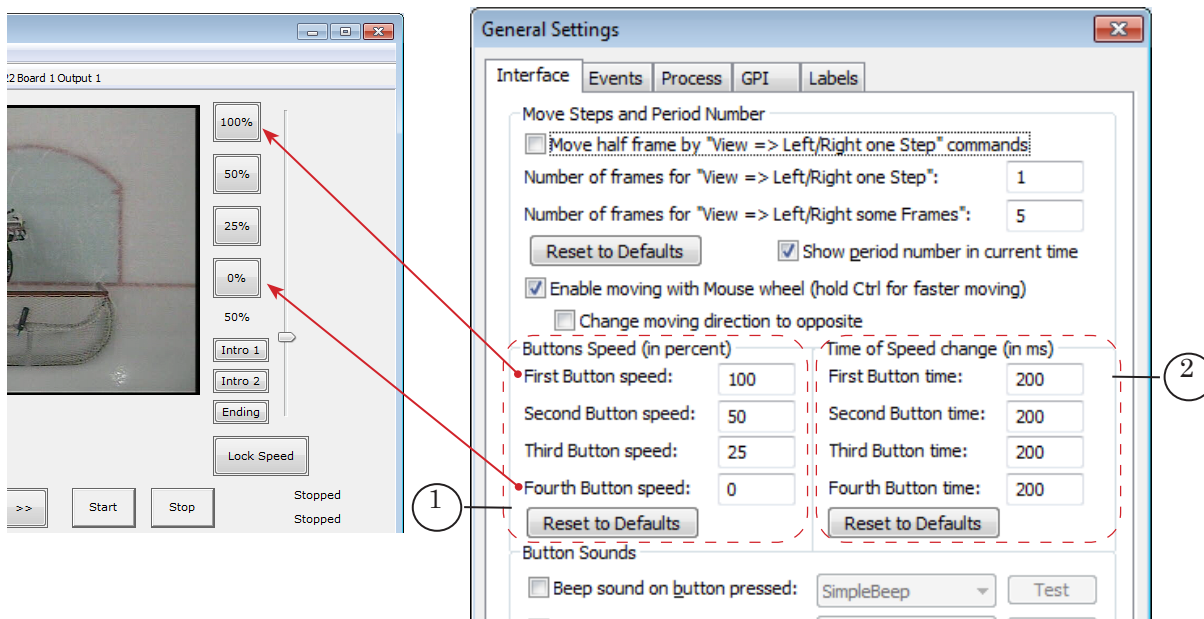 22 Board 1 Output 1
100%
50%
25%
0%
50%
Intro 1
Intro 2
Ending
Lock Speed
>>
Start
Stop
Stopped
Stopped
General Settings
Interface
Events
Process
GPI
Labels
Move Steps and Period Number
Move half frame by "View => Left/Right one Step" commands
Number of frames for "View => Left/Right one Step": 1
Number of frames for "View => Left/Right some Frames": 5
Reset to Defaults
Show period number in current time
Enable moving with Mouse wheel (hold Ctrl for faster moving)
Change moving direction to opposite
Buttons Speed (in percent)
First Button speed: 100
Second Button speed: 50
Third Button speed: 25
Fourth Button speed: 0
Reset to Defaults
1
Time of Speed change (in ms)
First Button time: 200
Second Button time: 200
Third Button time: 200
Fourth Button time: 200
Reset to Defaults
2
Button Sounds
Beep sound on button pressed: SimpleBeep Test